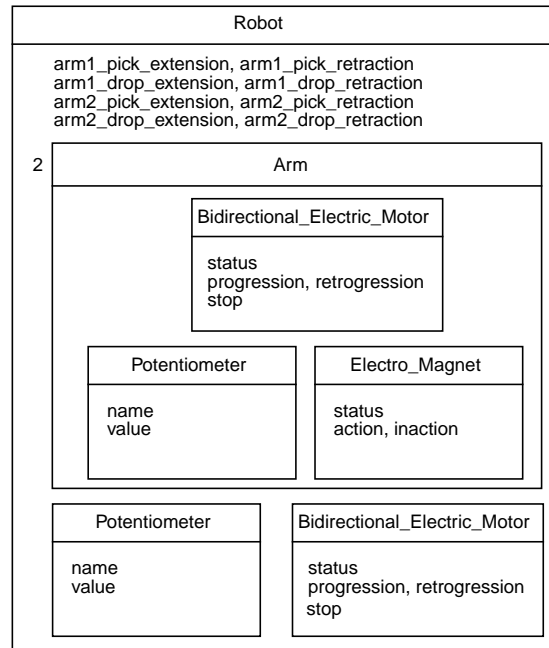 Robot
arm1_pick_extension, arm1_pick_retraction
arm1_drop_extension, arm1_drop_retraction
arm2_pick_extension, arm2_pick_retraction
arm2_drop_extension, arm2_drop_retraction
2
Arm
Bidirectional_Electric_Motor
status
progression, retrogression
stop
Potentiometer
name
value
Electro_Magnet
status
action, inaction
Potentiometer
name
value
Bidirectional_Electric_Motor
status
progression, retrogression
stop